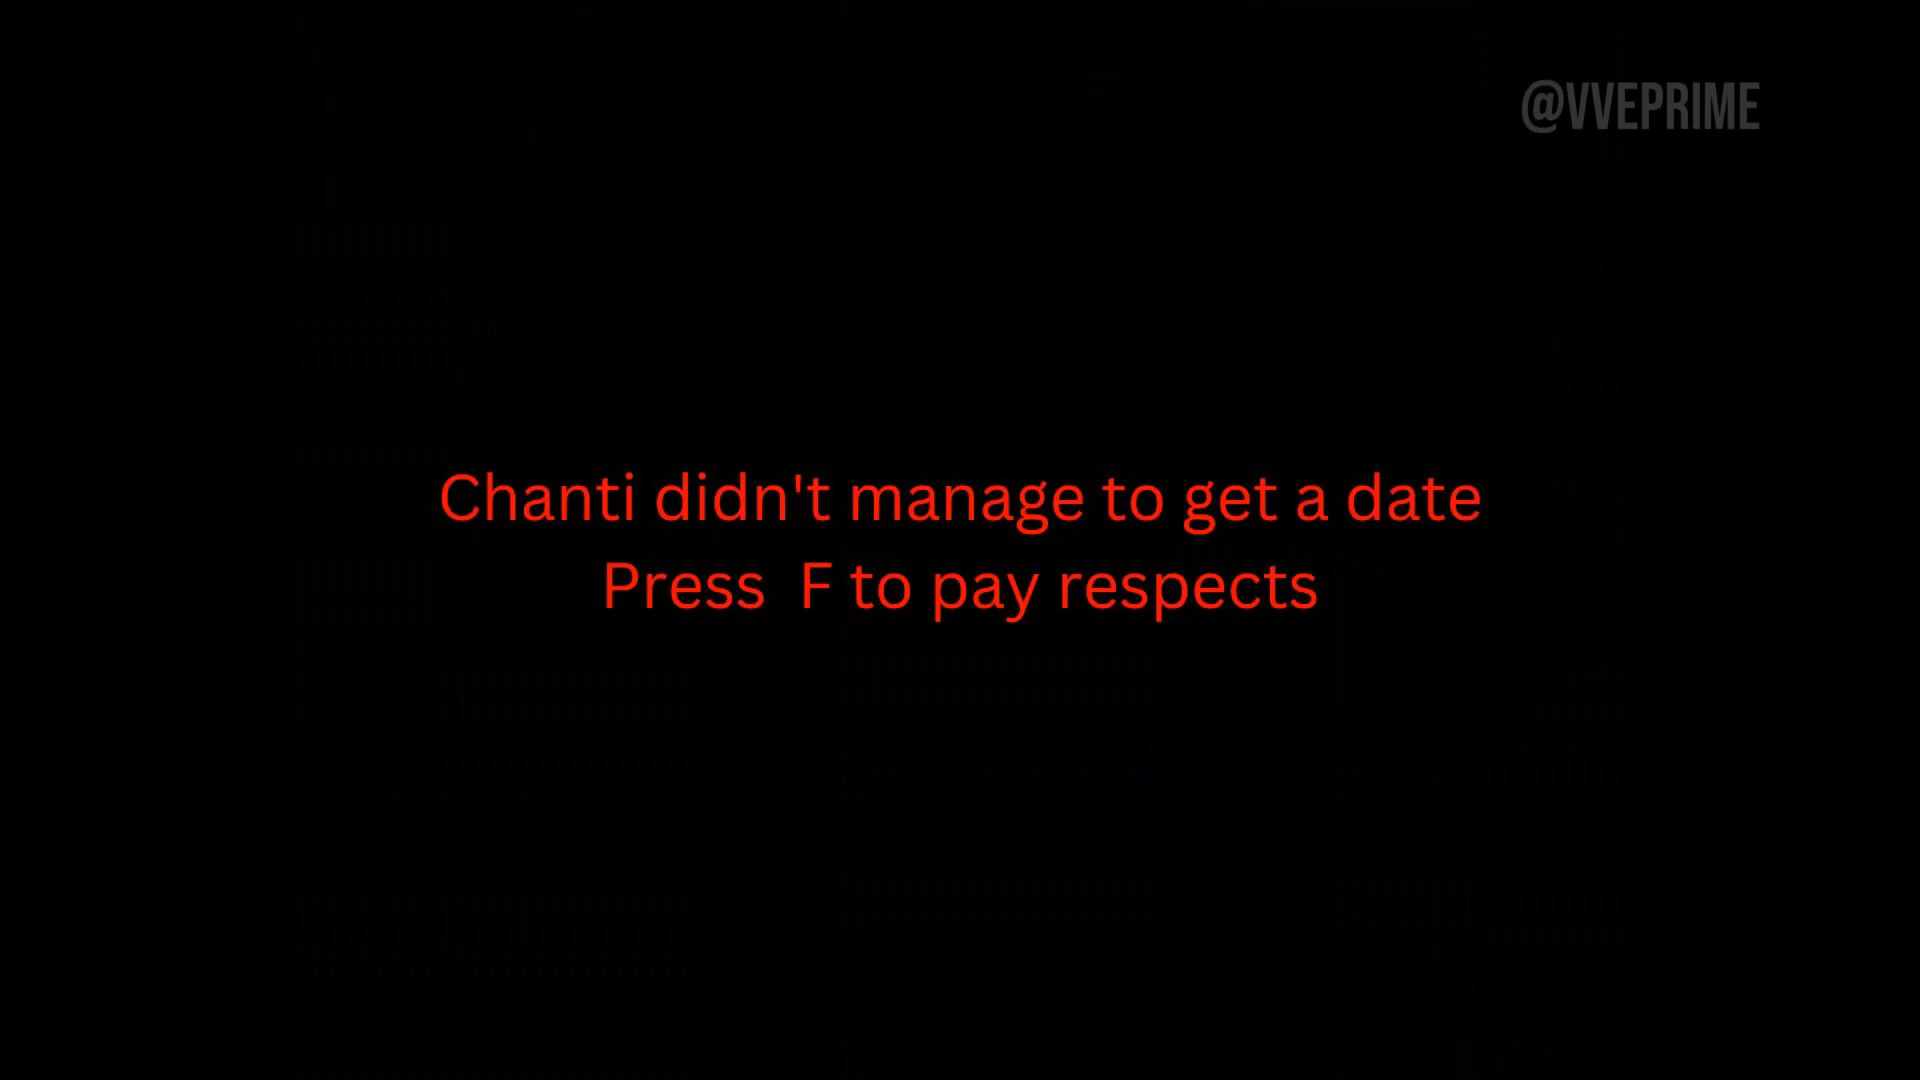 @VVEPRIME
Chanti didn't manage to get a date
Press  F to pay respects